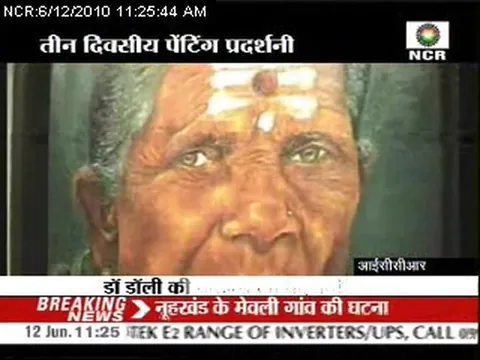 NCR:6/12/2010 11:25:44 AM
तीन दिवसीय पेंटिंग प्रदर्शनी
NCR
आईसीसीआर
डॉ डॉली की
BREAKING NEWS
नूहखंड के मेवली गांव की घटना
12 Jun. 11:25
TEK E2 RANGE OF INVERTERS/UPS, CALL